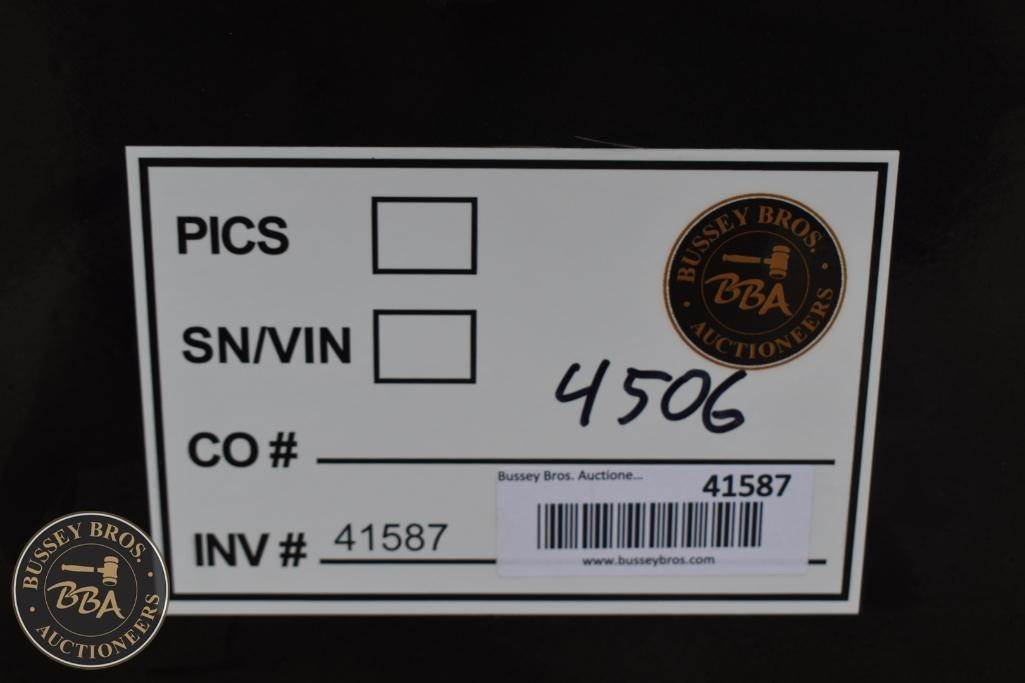 PICS
BUSSEY BROS.
BBA
AUCTIONEERS
SN/VIN
4506
CO #
Bussey Bros. Auctione...
41587
INV # 41587
www.busseybros.com
BUSSEY BROS.
BBA
AUCTIONEERS